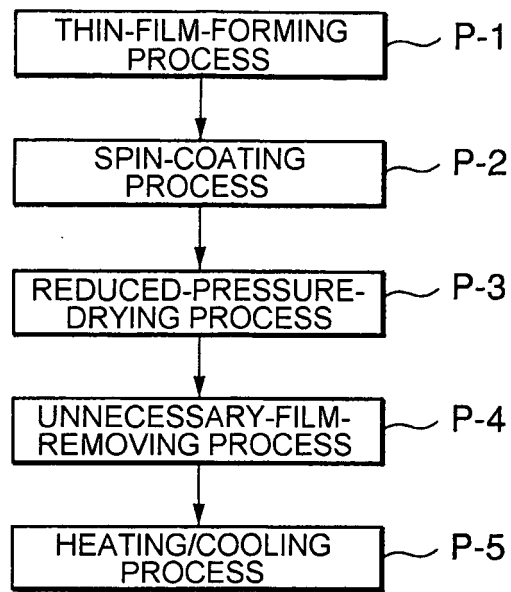 THIN-FILM-FORMING
PROCESS
P-1
SPIN-COATING
PROCESS
P-2
REDUCED-PRESSURE-
DRYING PROCESS
P-3
UNNECESSARY-FILM-
REMOVING PROCESS
P-4
HEATING/COOLING
PROCESS
P-5